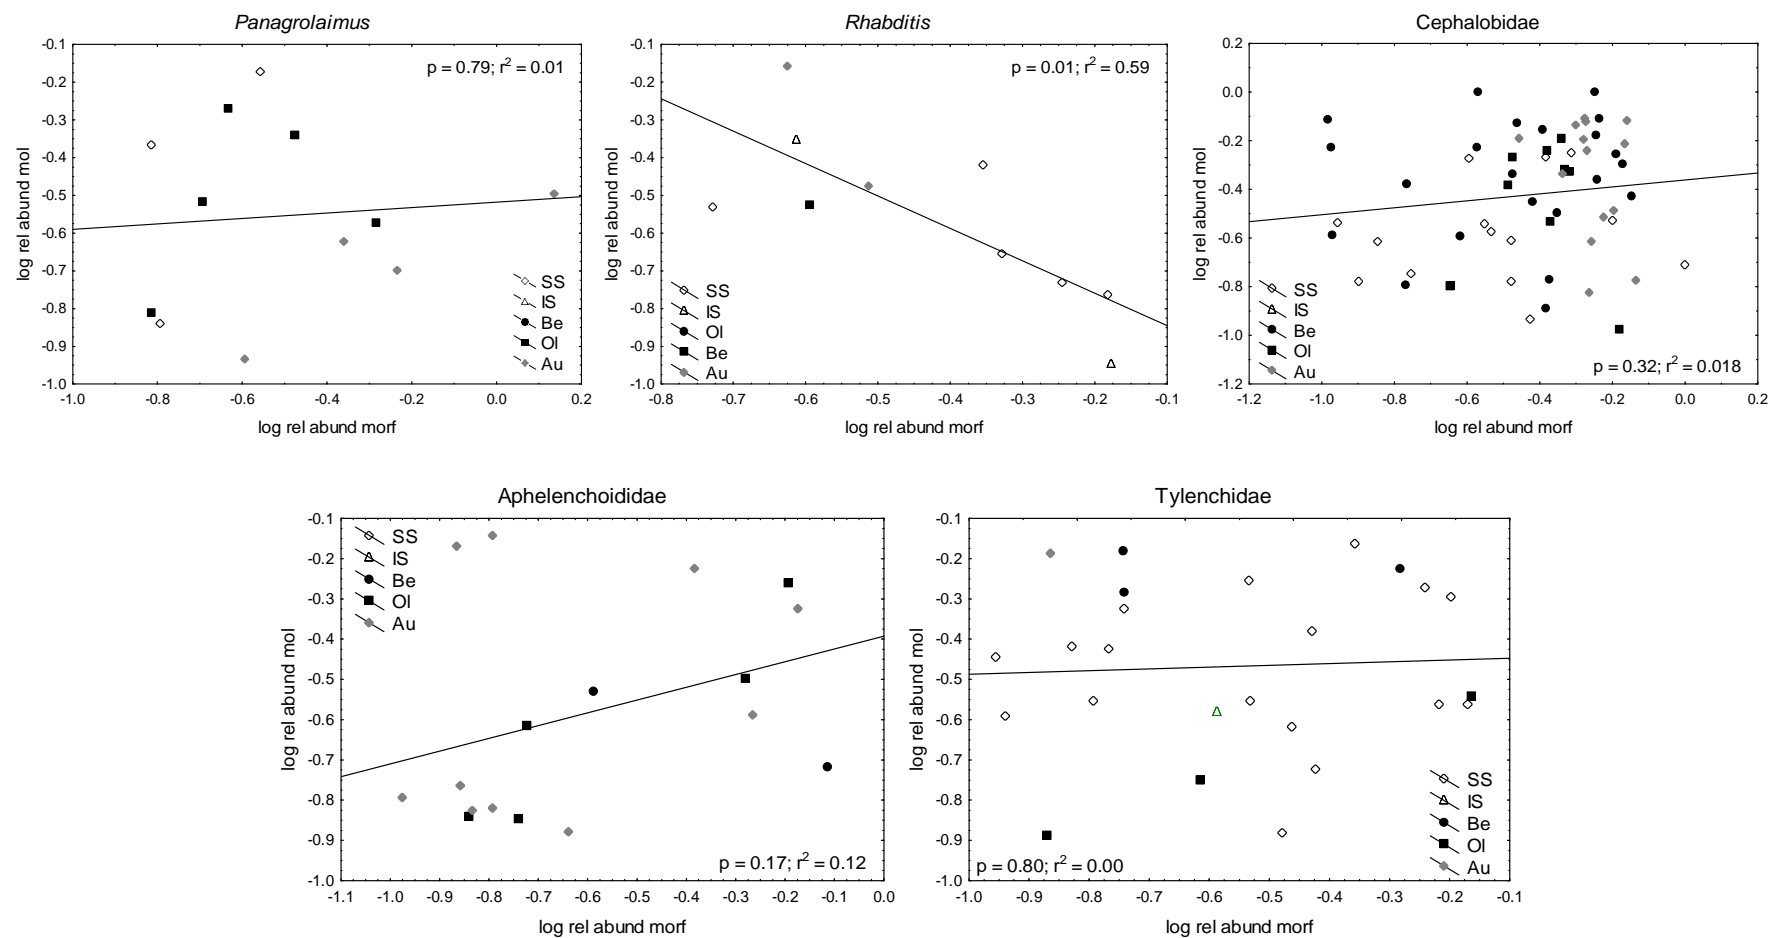 Panagrolaimus
p = 0.79; r² = 0.01
log rel abund mol
-0.1
-0.2
-0.3
-0.4
-0.5
-0.6
-0.7
-0.8
-0.9
-1.0
SS
IS
Be
Ol
Au
-1.0 -0.8 -0.6 -0.4 -0.2 0.0 0.2
log rel abund morf
Rhabditis
p = 0.01; r² = 0.59
log rel abund mol
-0.1
-0.2
-0.3
-0.4
-0.5
-0.6
-0.7
-0.8
-0.9
-1.0
SS
IS
Ol
Be
Au
-0.8 -0.7 -0.6 -0.5 -0.4 -0.3 -0.2 -0.1
log rel abund morf
Cephalobidae
log rel abund mol
0.2
0.0
-0.2
-0.4
-0.6
-0.8
-1.0
-1.2
SS
IS
Be
Ol
Au
p = 0.32; r² = 0.018
-1.2 -1.0 -0.8 -0.6 -0.4 -0.2 0.0 0.2
log rel abund morf
Aphelenchoididae
log rel abund mol
-0.1
-0.2
-0.3
-0.4
-0.5
-0.6
-0.7
-0.8
-0.9
-1.0
SS
IS
Be
Ol
Au
p = 0.17; r² = 0.12
-1.1 -1.0 -0.9 -0.8 -0.7 -0.6 -0.5 -0.4 -0.3 -0.2 -0.1 0.0
log rel abund morf
Tylenchidae
log rel abund mol
-0.1
-0.2
-0.3
-0.4
-0.5
-0.6
-0.7
-0.8
-0.9
-1.0
SS
IS
Be
Ol
Au
p = 0.80; r² = 0.00
-1.0 -0.9 -0.8 -0.7 -0.6 -0.5 -0.4 -0.3 -0.2 -0.1
log rel abund morf